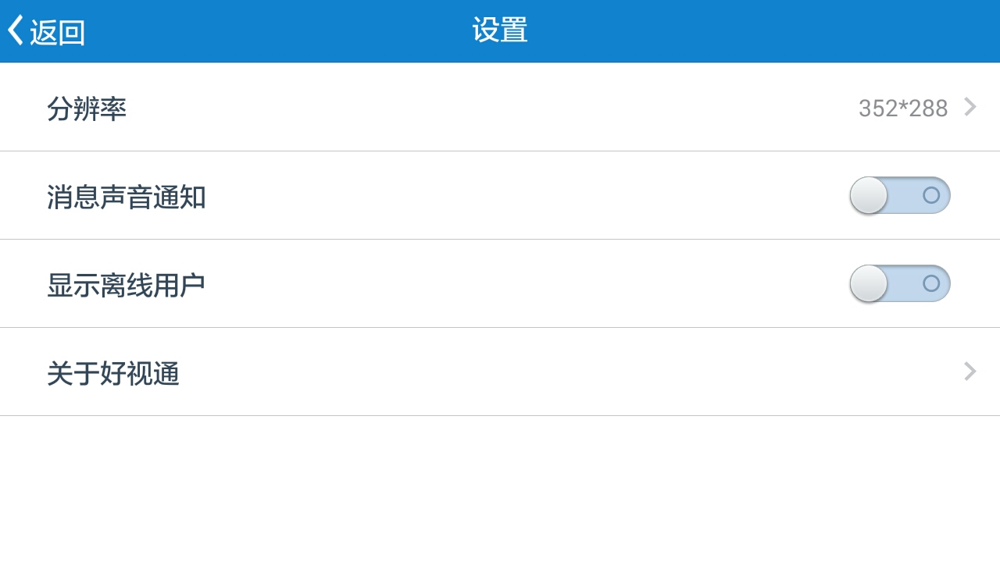 返回
设置
分辨率
352*288
消息声音通知
显示离线用户
关于好视通